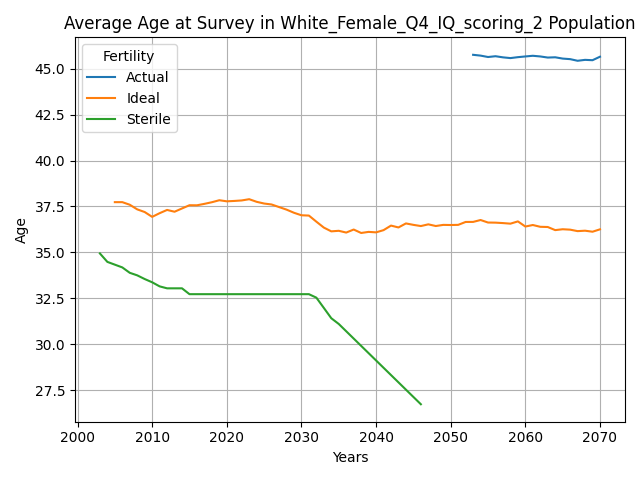 Average Age at Survey in White_Female_Q4_IQ_scoring_2 Population
Fertility
Actual
Ideal
Sterile
45.0
42.5
40.0
37.5
35.0
32.5
30.0
27.5
Age
2000 2010 2020 2030 2040 2050 2060 2070
Years